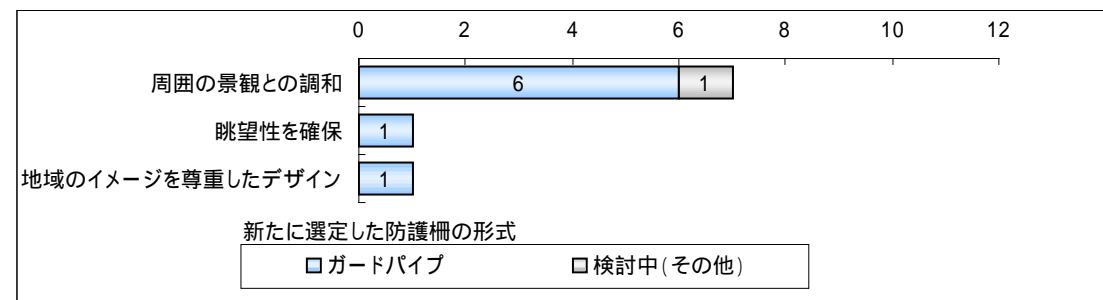 0 2 4 6 8 10 12
周囲の景観との調和 6 1
眺望性を確保 1
地域のイメージを尊重したデザイン 1
新たに選定した防護柵の形式
ガードパイプ 検討中(その他)